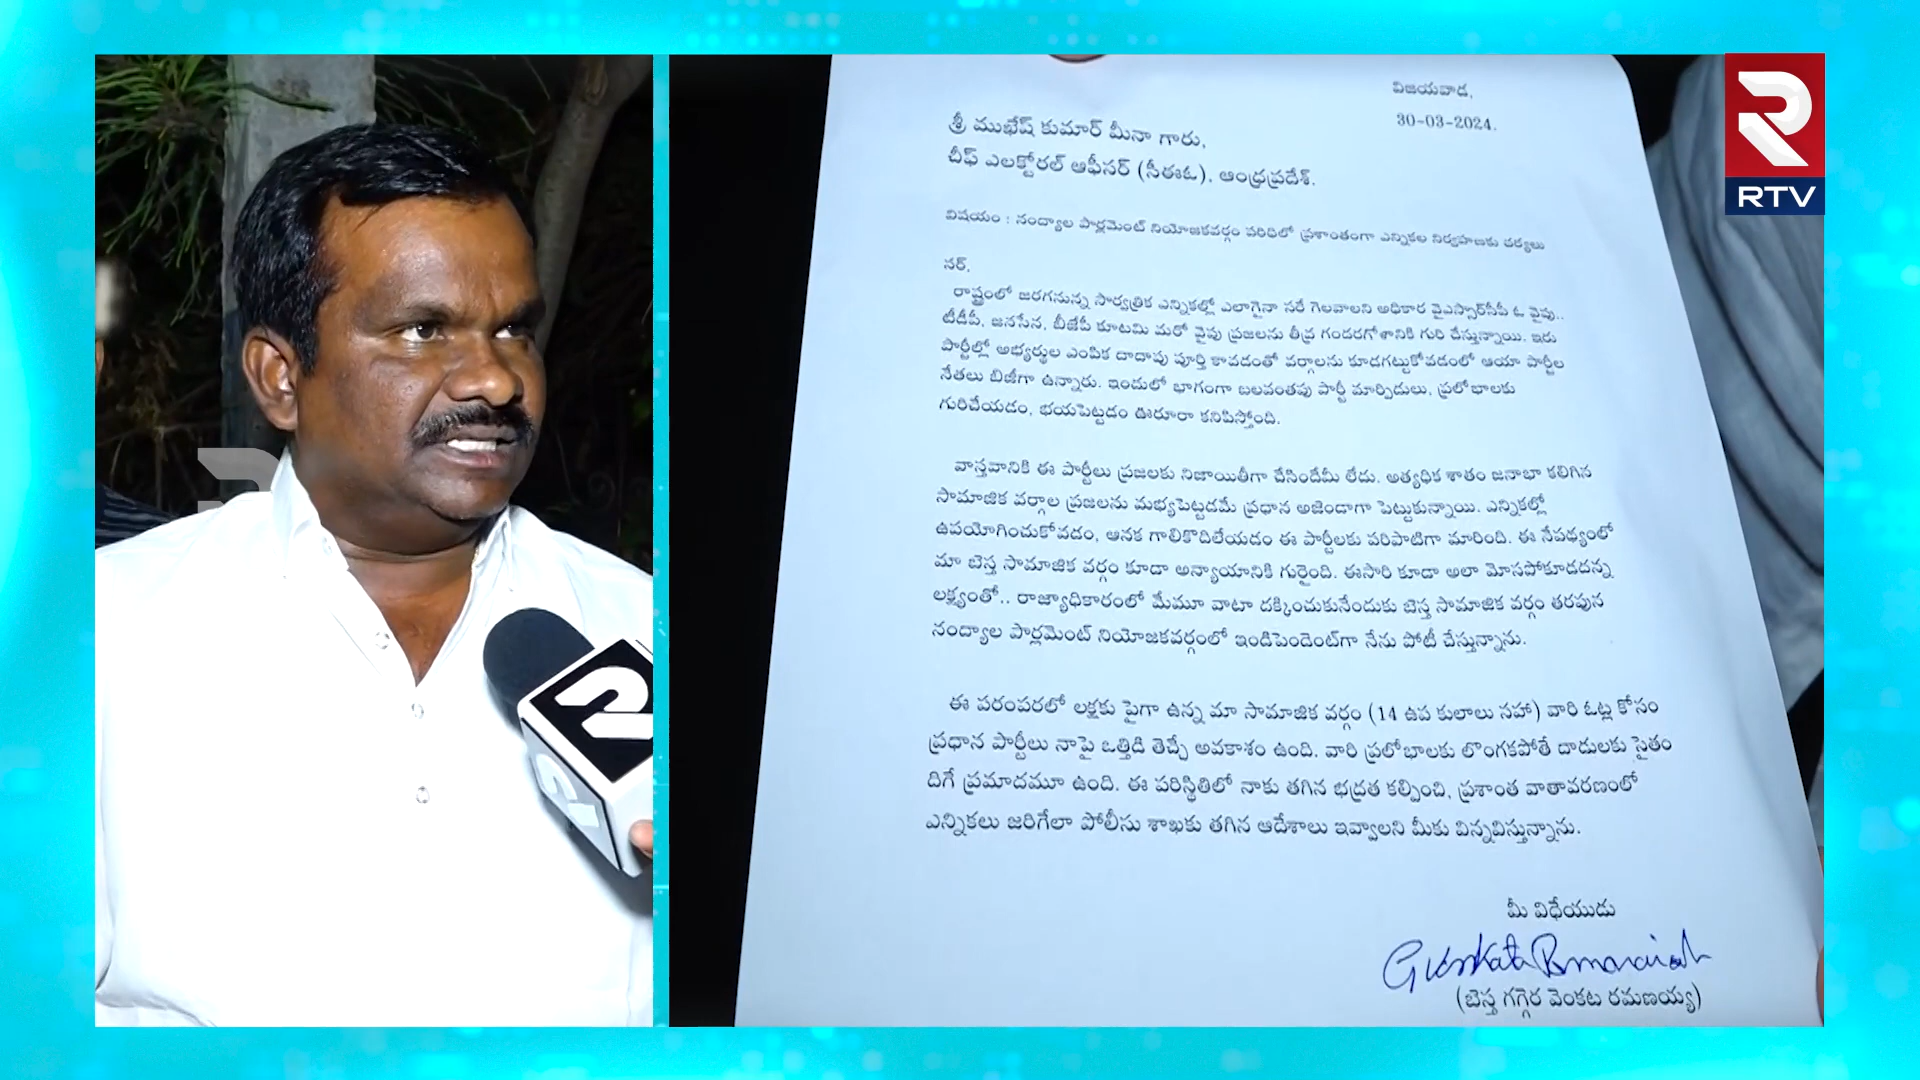 విజయవాడ,
30-03-2024.
శ్రీ ముఖేష్ కుమార్ మీనా గారు,
చీఫ్ ఎలక్టోరల్ ఆఫీసర్ (సీఈఓ), ఆంధ్రప్రదేశ్.
విషయం : నంద్యాల పార్లమెంట్ నియోజకవర్గం పరిధిలో ప్రశాంతంగా ఎన్నికల నిర్వహణకు చర్యలు
సర్,
రాష్ట్రంలో జరగనున్న సార్వత్రిక ఎన్నికల్లో ఎలాగైనా సరే గెలవాలని అధికార వైఎస్సార్‌సీపీ ఓ వైపు..
టీడీపీ, జనసేన, బీజేపీ కూటమి మరో వైపు ప్రజలను తీవ్ర గందరగోళానికి గురి చేస్తున్నాయి. ఇరు
పార్టీల్లో అభ్యర్థుల ఎంపిక దాదాపు పూర్తి కావడంతో వర్గాలను కూడగట్టుకోవడంలో ఆయా పార్టీల
నేతలు బిజీగా ఉన్నారు. ఇందులో భాగంగా బలవంతపు పార్టీ మార్పిడులు, ప్రలోభాలకు
గురిచేయడం, భయపెట్టడం ఊరూరా కనిపిస్తోంది.
వాస్తవానికి ఈ పార్టీలు ప్రజలకు నిజాయితీగా చేసిందేమీ లేదు. అత్యధిక శాతం జనాభా కలిగిన
సామాజిక వర్గాల ప్రజలను మభ్యపెట్టడమే ప్రధాన అజెండాగా పెట్టుకున్నాయి. ఎన్నికల్లో
ఉపయోగించుకోవడం, ఆనక గాలికొదిలేయడం ఈ పార్టీలకు పరిపాటిగా మారింది. ఈ నేపథ్యంలో
మా బెస్త సామాజిక వర్గం కూడా అన్యాయానికి గురైంది. ఈసారి కూడా అలా మోసపోకూడదన్న
లక్ష్యంతో.. రాజ్యాధికారంలో మేమూ వాటా దక్కించుకునేందుకు బెస్త సామాజిక వర్గం తరపున
నంద్యాల పార్లమెంట్ నియోజకవర్గంలో ఇండిపెండెంట్‌గా నేను పోటీ చేస్తున్నాను.
ఈ పరంపరలో లక్షకు పైగా ఉన్న మా సామాజిక వర్గం (14 ఉప కులాలు సహా) వారి ఓట్ల కోసం
ప్రధాన పార్టీలు నాపై ఒత్తిడి తెచ్చే అవకాశం ఉంది. వారి ప్రలోభాలకు లొంగకపోతే దాడులకు సైతం
దిగే ప్రమాదమూ ఉంది. ఈ పరిస్థితిలో నాకు తగిన భద్రత కల్పించి, ప్రశాంత వాతావరణంలో
ఎన్నికలు జరిగేలా పోలీసు శాఖకు తగిన ఆదేశాలు ఇవ్వాలని మీకు విన్నవిస్తున్నాను.
మీ విధేయుడు
(బెస్త గగ్గెర వెంకట రమణయ్య)
RTV